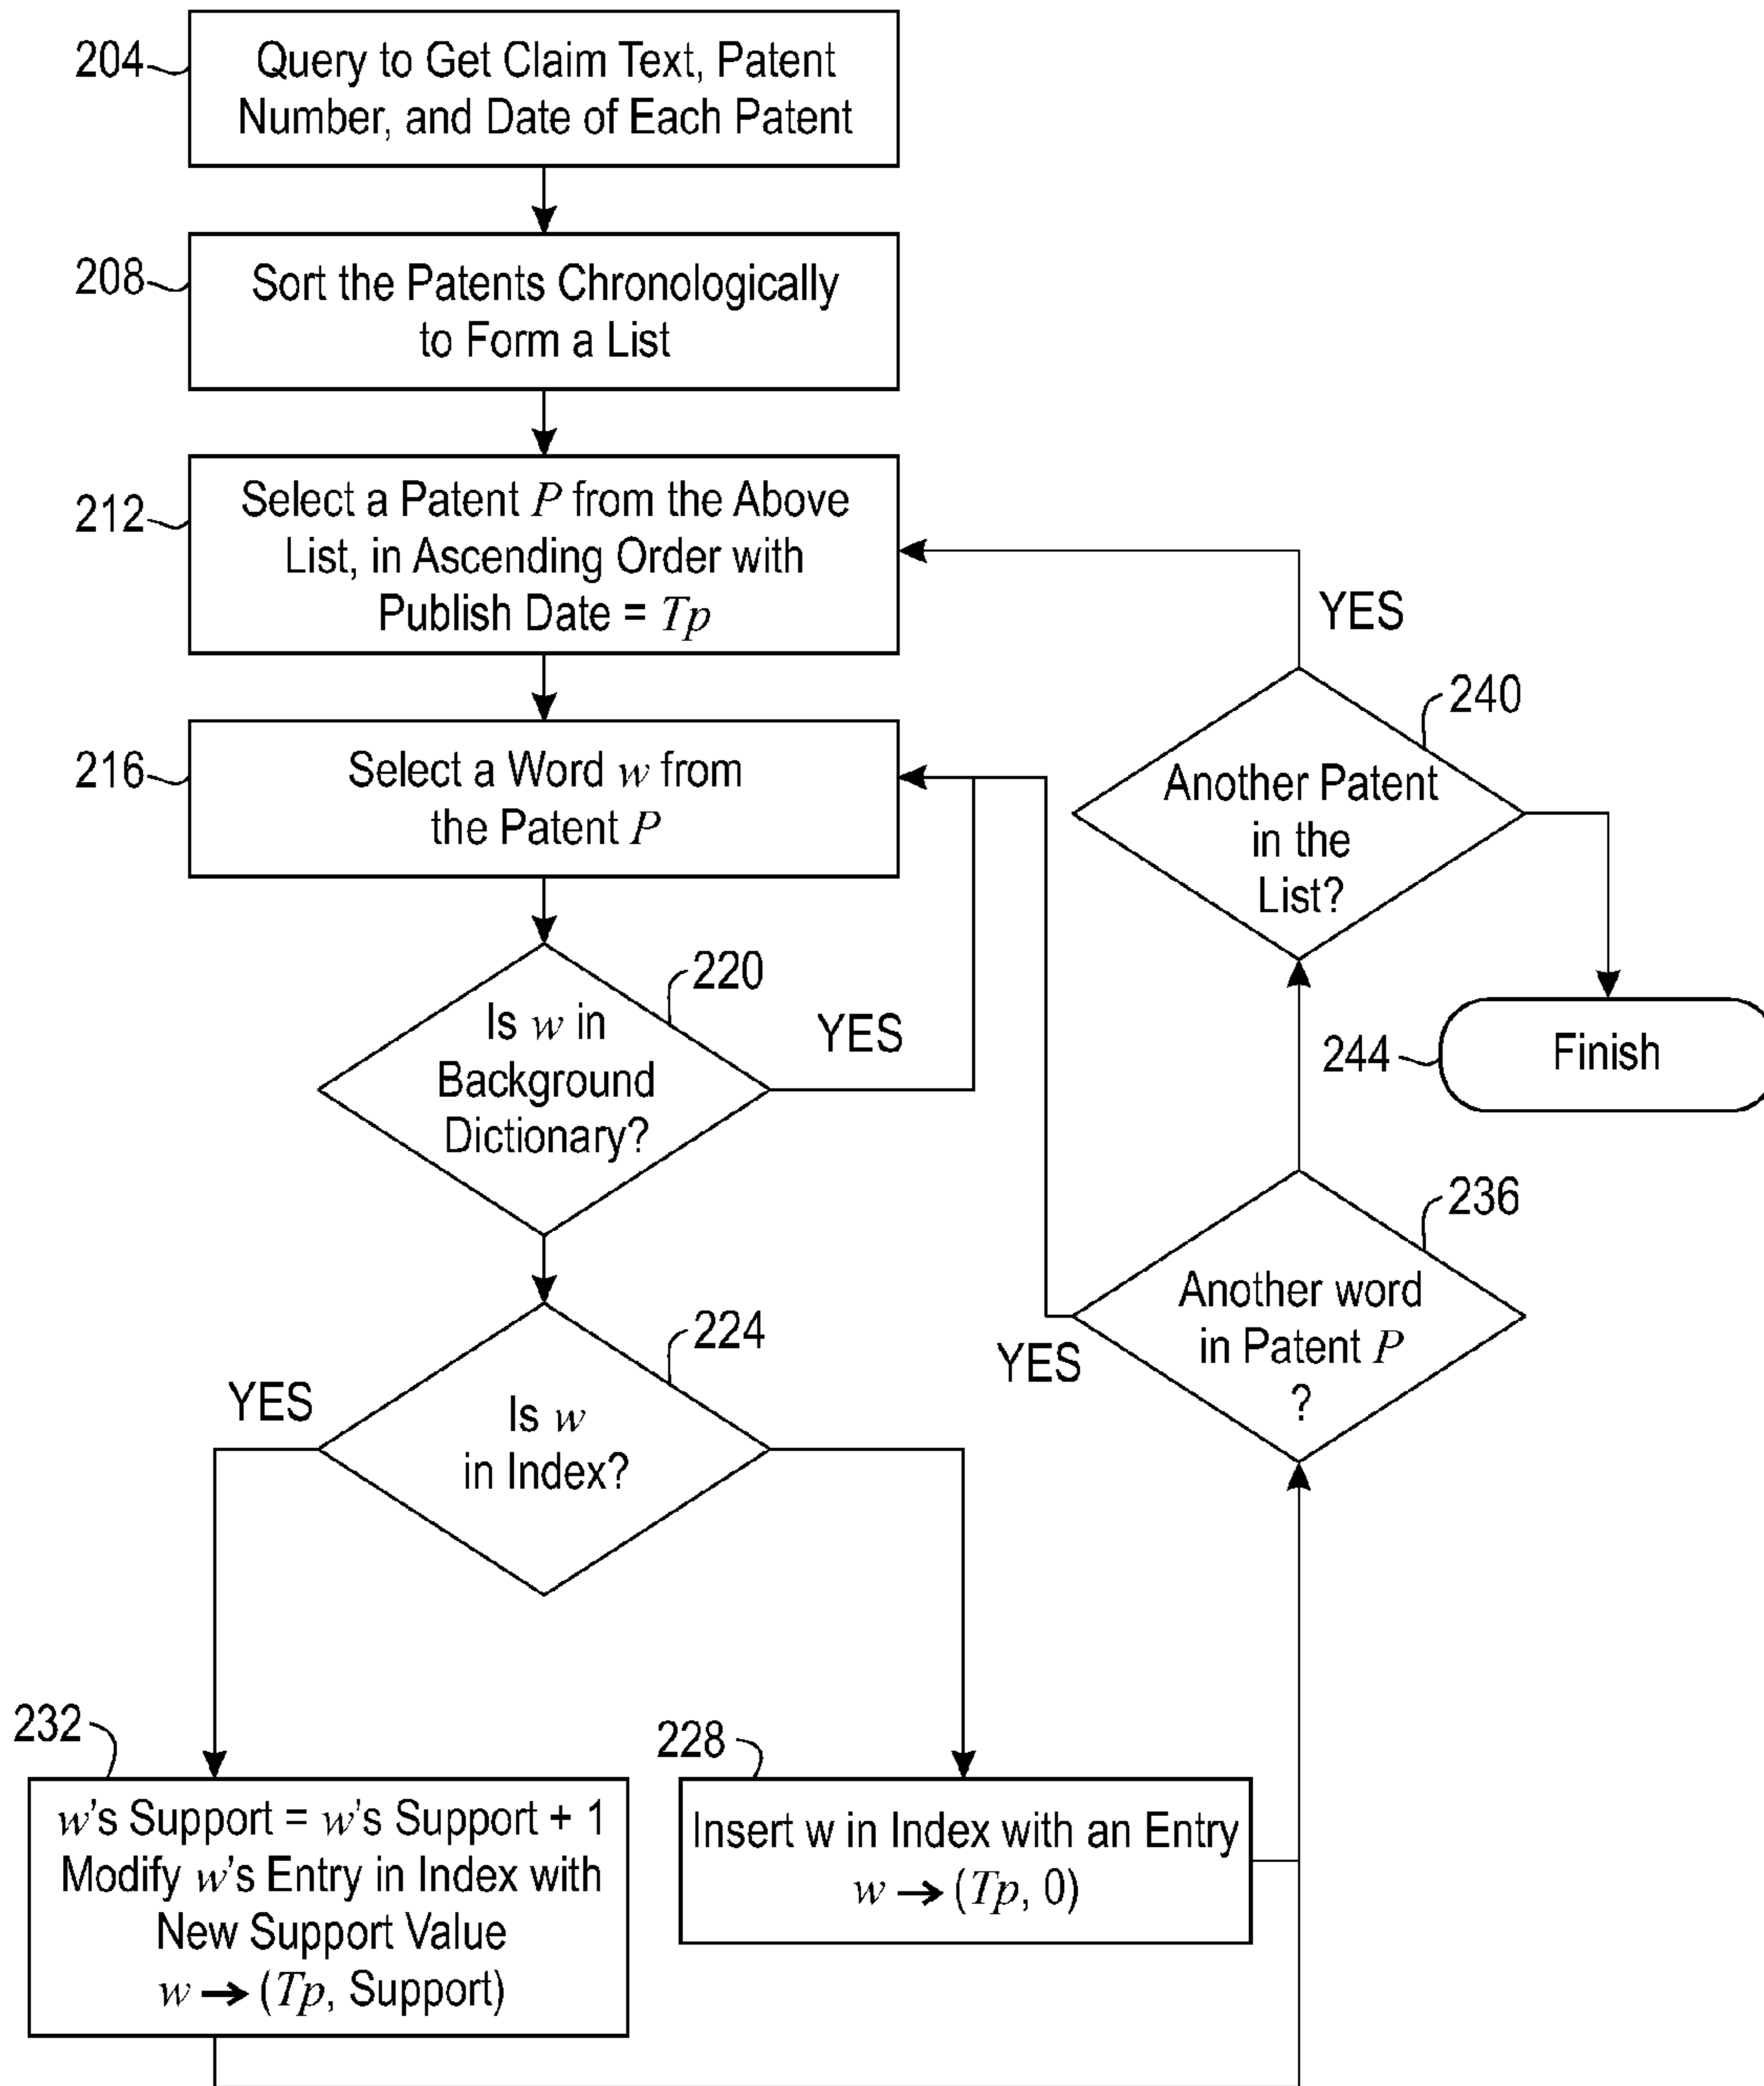 204
Query to Get Claim Text, Patent
Number, and Date of Each Patent
208
Sort the Patents Chronologically
to Form a List
212
Select a Patent P from the Above
List, in Ascending Order with
Publish Date = Tp
216
Select a Word w from
the Patent P
220
Is w in
Background
Dictionary?
YES
224
Is w
in Index?
YES
232
w's Support = w's Support + 1
Modify w's Entry in Index with
New Support Value
w → (Tp, Support)
228
Insert w in Index with an Entry
w → (Tp, 0)
236
Another word
in Patent P
?
YES
240
Another Patent
in the
List?
YES
244
Finish